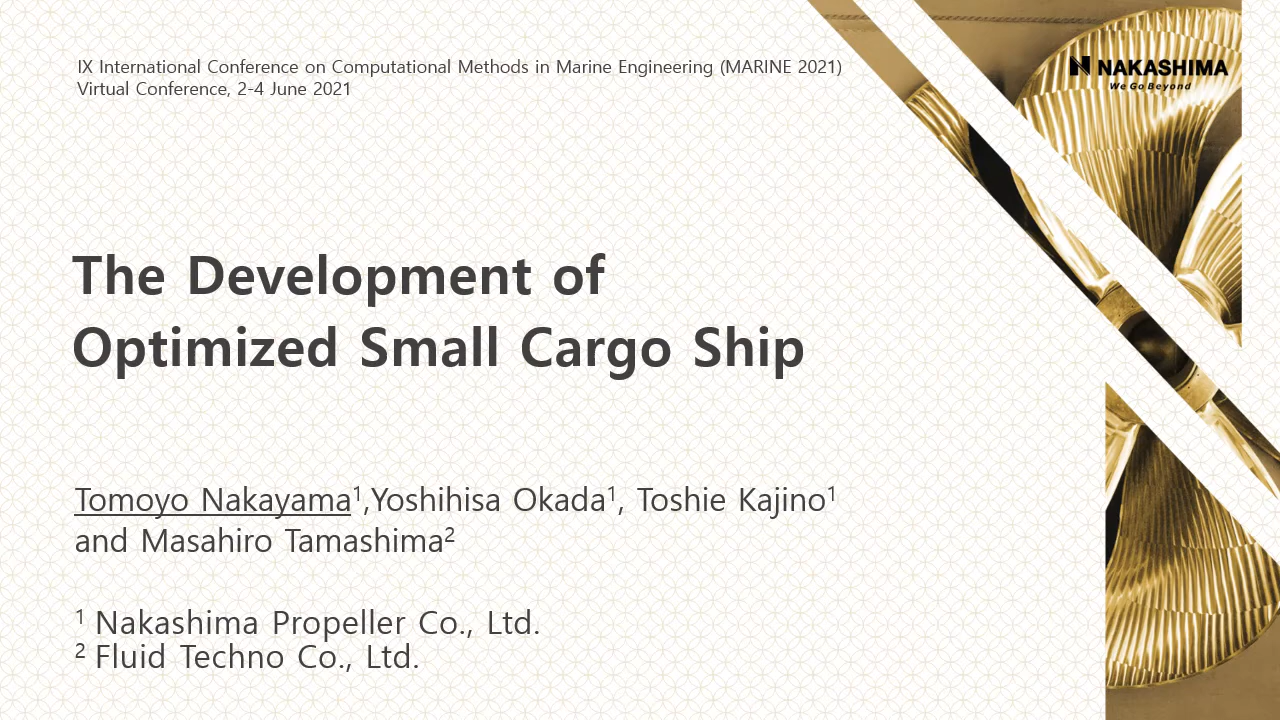 IX International Conference on Computational Methods in Marine Engineering (MARINE 2021)
Virtual Conference, 2-4 June 2021
NAKASHIMA
We Go Beyond
The Development of
Optimized Small Cargo Ship
Tomoyo Nakayama¹,Yoshihisa Okada¹, Toshie Kajino¹
and Masahiro Tamashima²
¹ Nakashima Propeller Co., Ltd.
² Fluid Techno Co., Ltd.